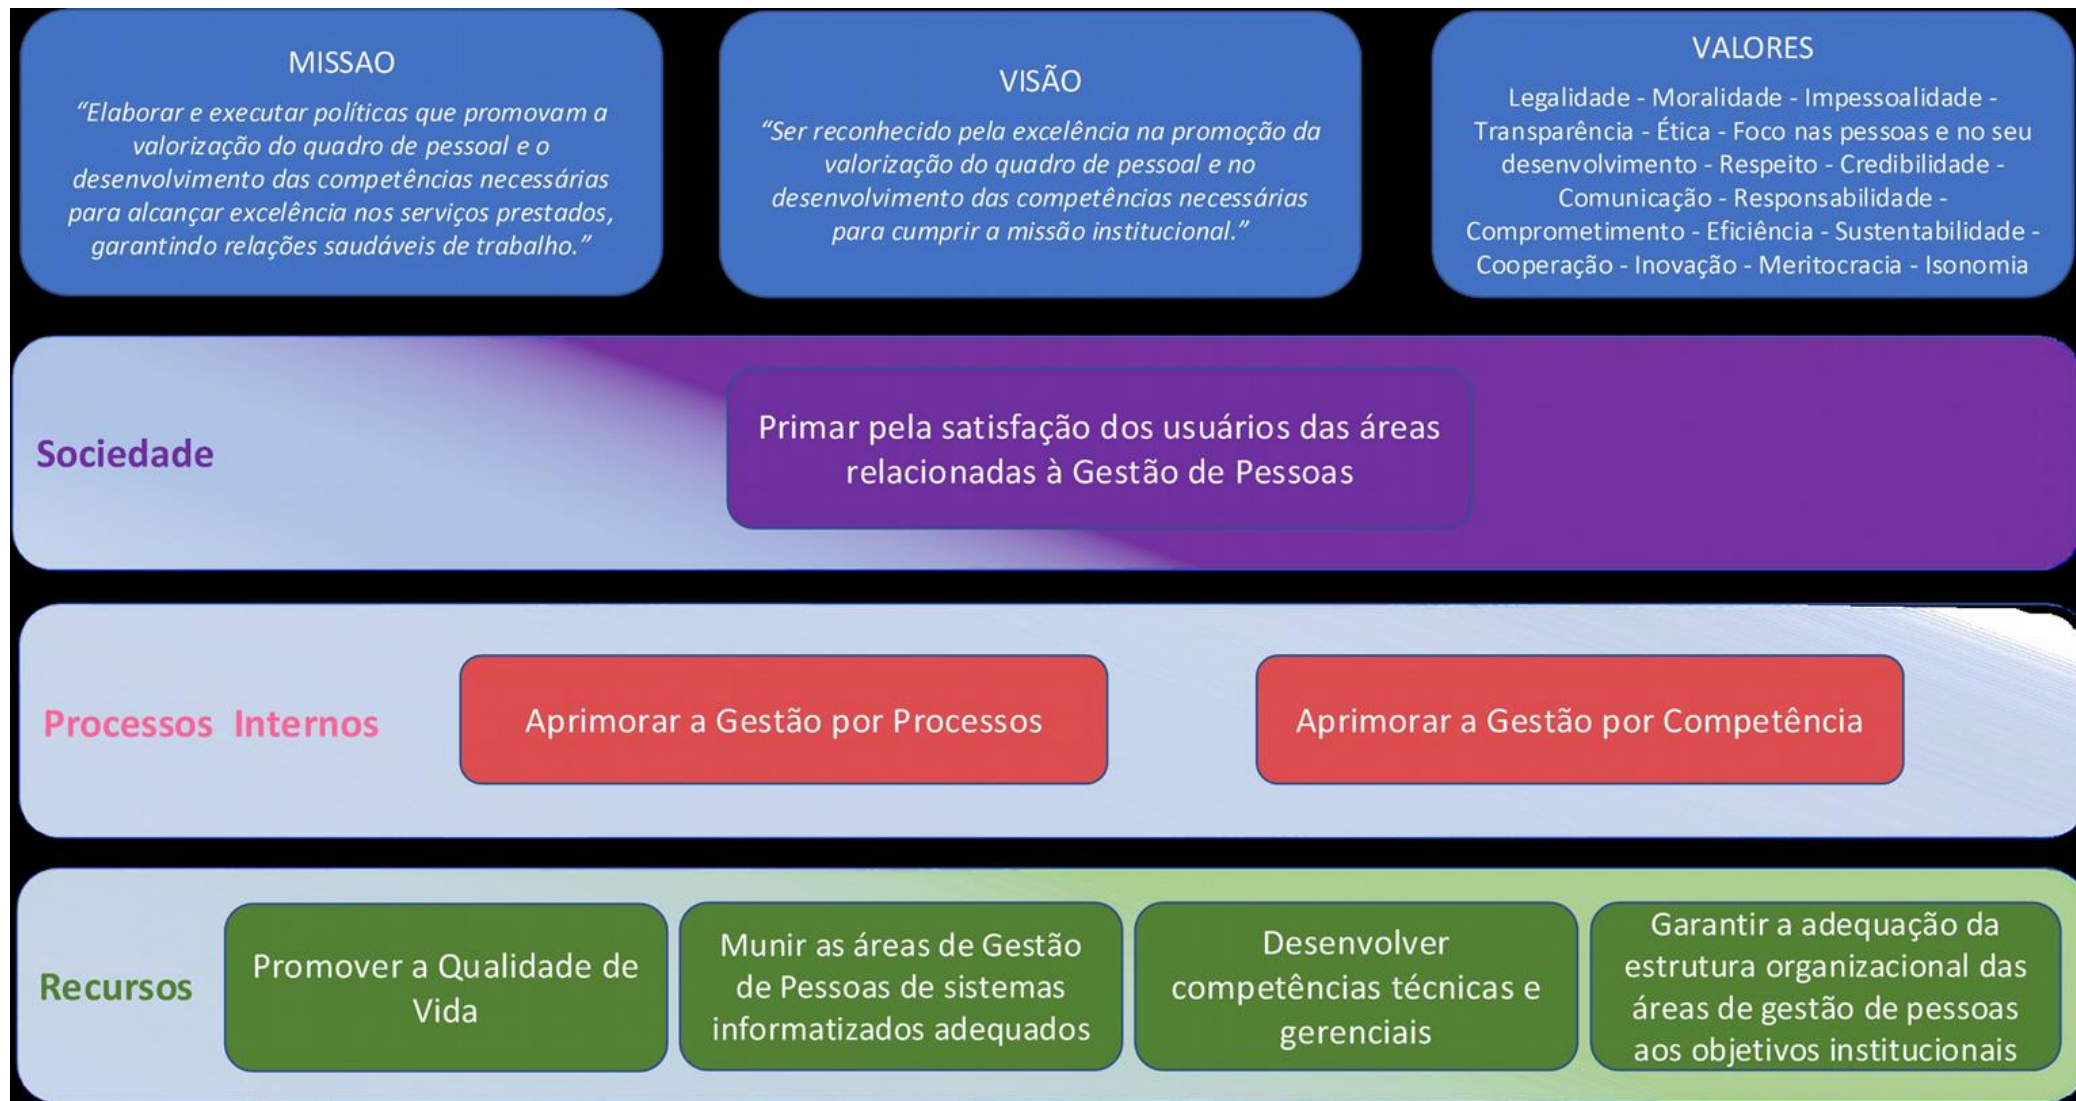 MISSAO
“Elaborar e executar políticas que promovam a
valorização do quadro de pessoal e o
desenvolvimento das competências necessárias
para alcançar excelência nos serviços prestados,
garantindo relações saudáveis de trabalho.”
VISÃO
“Ser reconhecido pela excelência na promoção da
valorização do quadro de pessoal e no
desenvolvimento das competências necessárias
para cumprir a missão institucional.”
VALORES
Legalidade - Moralidade - Impessoalidade -
Transparência - Ética - Foco nas pessoas e no seu
desenvolvimento - Respeito - Credibilidade -
Comunicação - Responsabilidade -
Comprometimento - Eficiência - Sustentabilidade -
Cooperação - Inovação - Meritocracia - Isonomia
Sociedade
Primar pela satisfação dos usuários das áreas
relacionadas à Gestão de Pessoas
Processos Internos
Aprimorar a Gestão por Processos
Aprimorar a Gestão por Competência
Recursos
Promover a Qualidade de
Vida
Munir as áreas de Gestão
de Pessoas de sistemas
informatizados adequados
Desenvolver
competências técnicas e
gerenciais
Garantir a adequação da
estrutura organizacional das
áreas de gestão de pessoas
aos objetivos institucionais